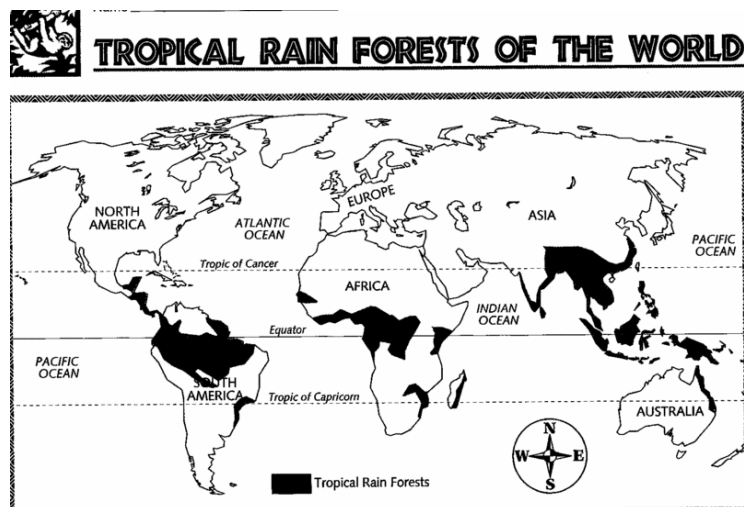 TROPICAL RAIN FORESTS OF THE WORLD
NORTH
AMERICA
ATLANTIC
OCEAN
EUROPE
ASIA
PACIFIC
OCEAN
Tropic of Cancer
AFRICA
INDIAN
OCEAN
Equator
PACIFIC
OCEAN
SOUTH
AMERICA
Tropic of Capricorn
AUSTRALIA
N
W
E
S
Tropical Rain Forests